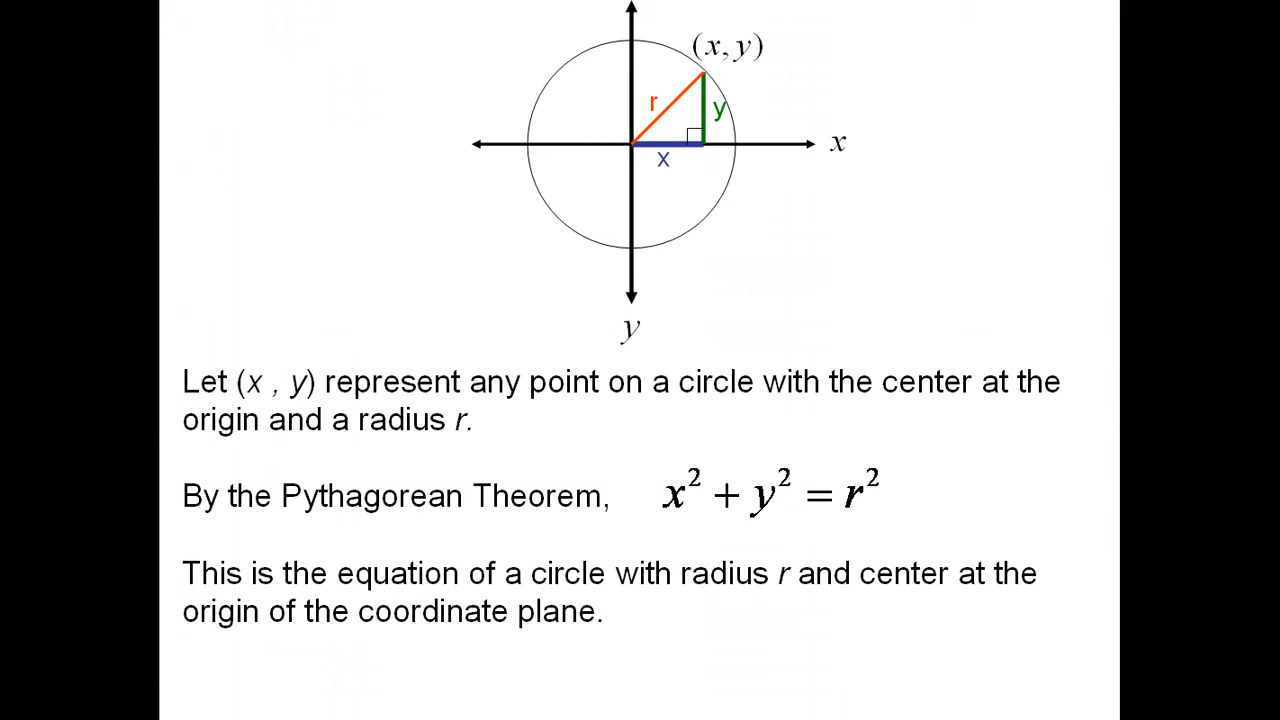 (x, y)
r
y
x
x
y
Let (x , y) represent any point on a circle with the center at the
origin and a radius r.
By the Pythagorean Theorem, x² + y² = r²
This is the equation of a circle with radius r and center at the
origin of the coordinate plane.